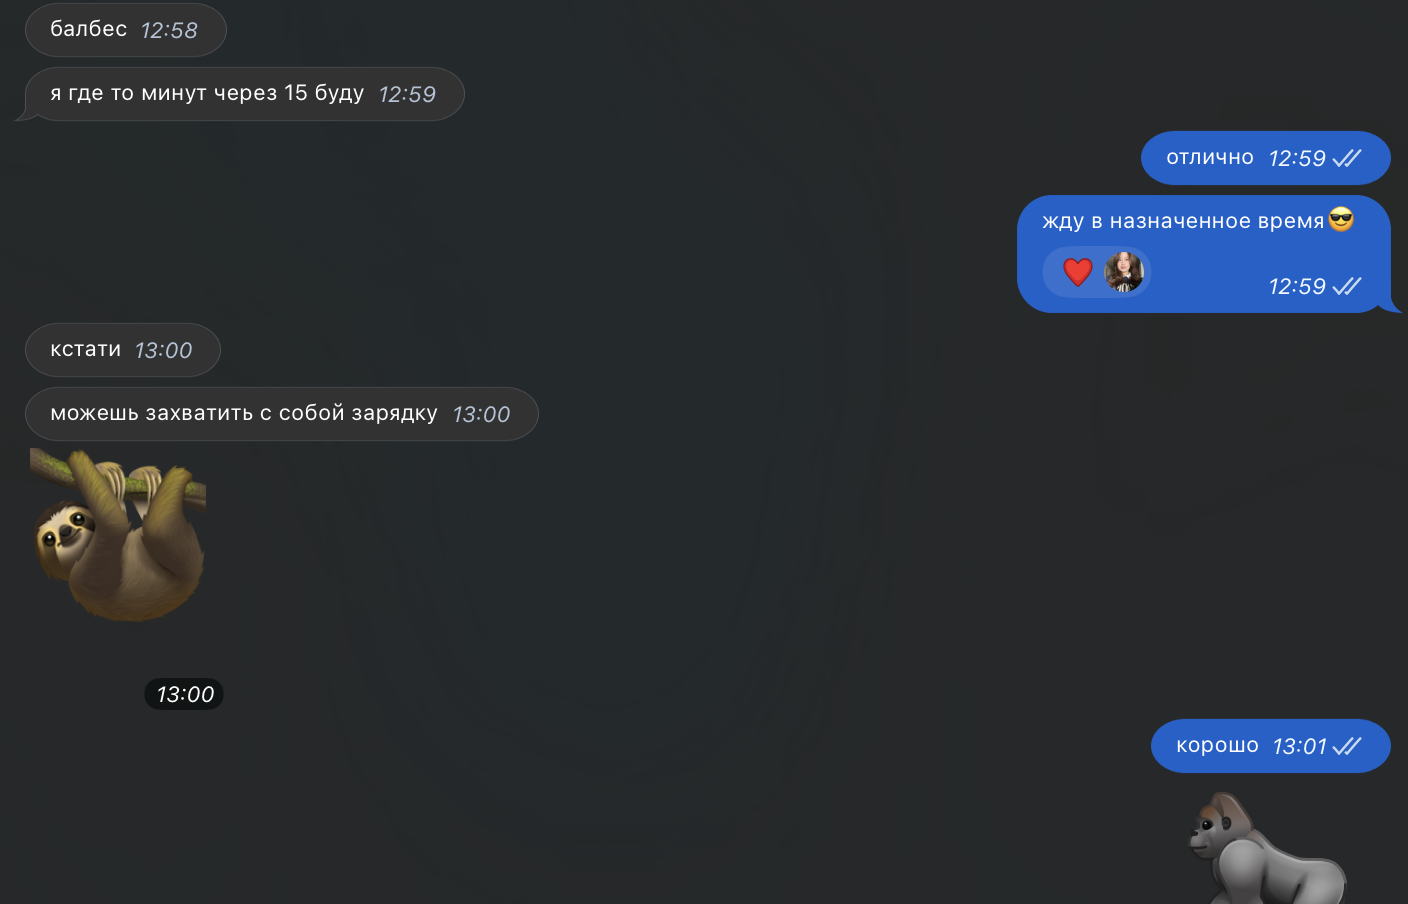 балбес 12:58
я где то минут через 15 буду 12:59
отлично 12:59
жду в назначенное время😎
12:59
кстати 13:00
можешь захватить с собой зарядку 13:00
13:00
корошо 13:01